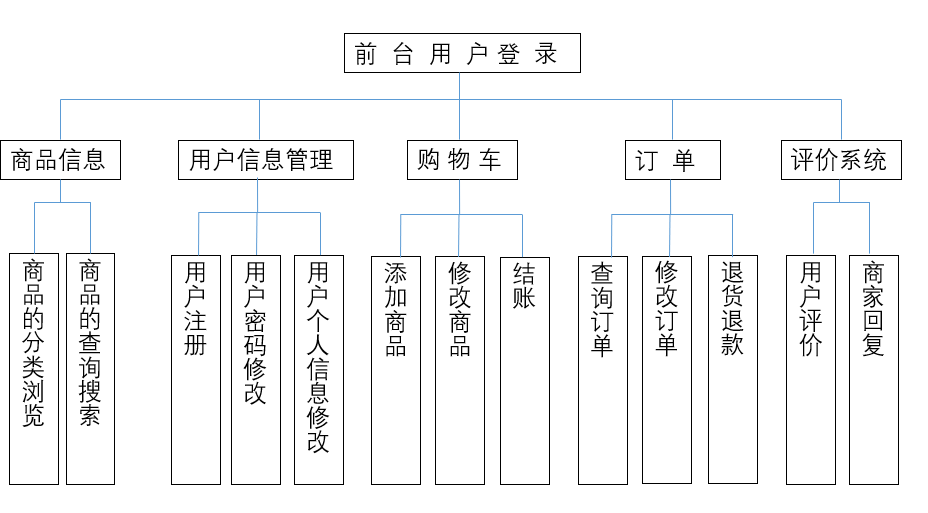 前台用户登录
商品信息
用户信息管理
购物车
订单
评价系统
商品的分类浏览
商品的查询搜索
用户注册
用户密码修改
用户个人信息修改
添加商品
修改商品
结账
查询订单
修改订单
退货退款
用户评价
商家回复